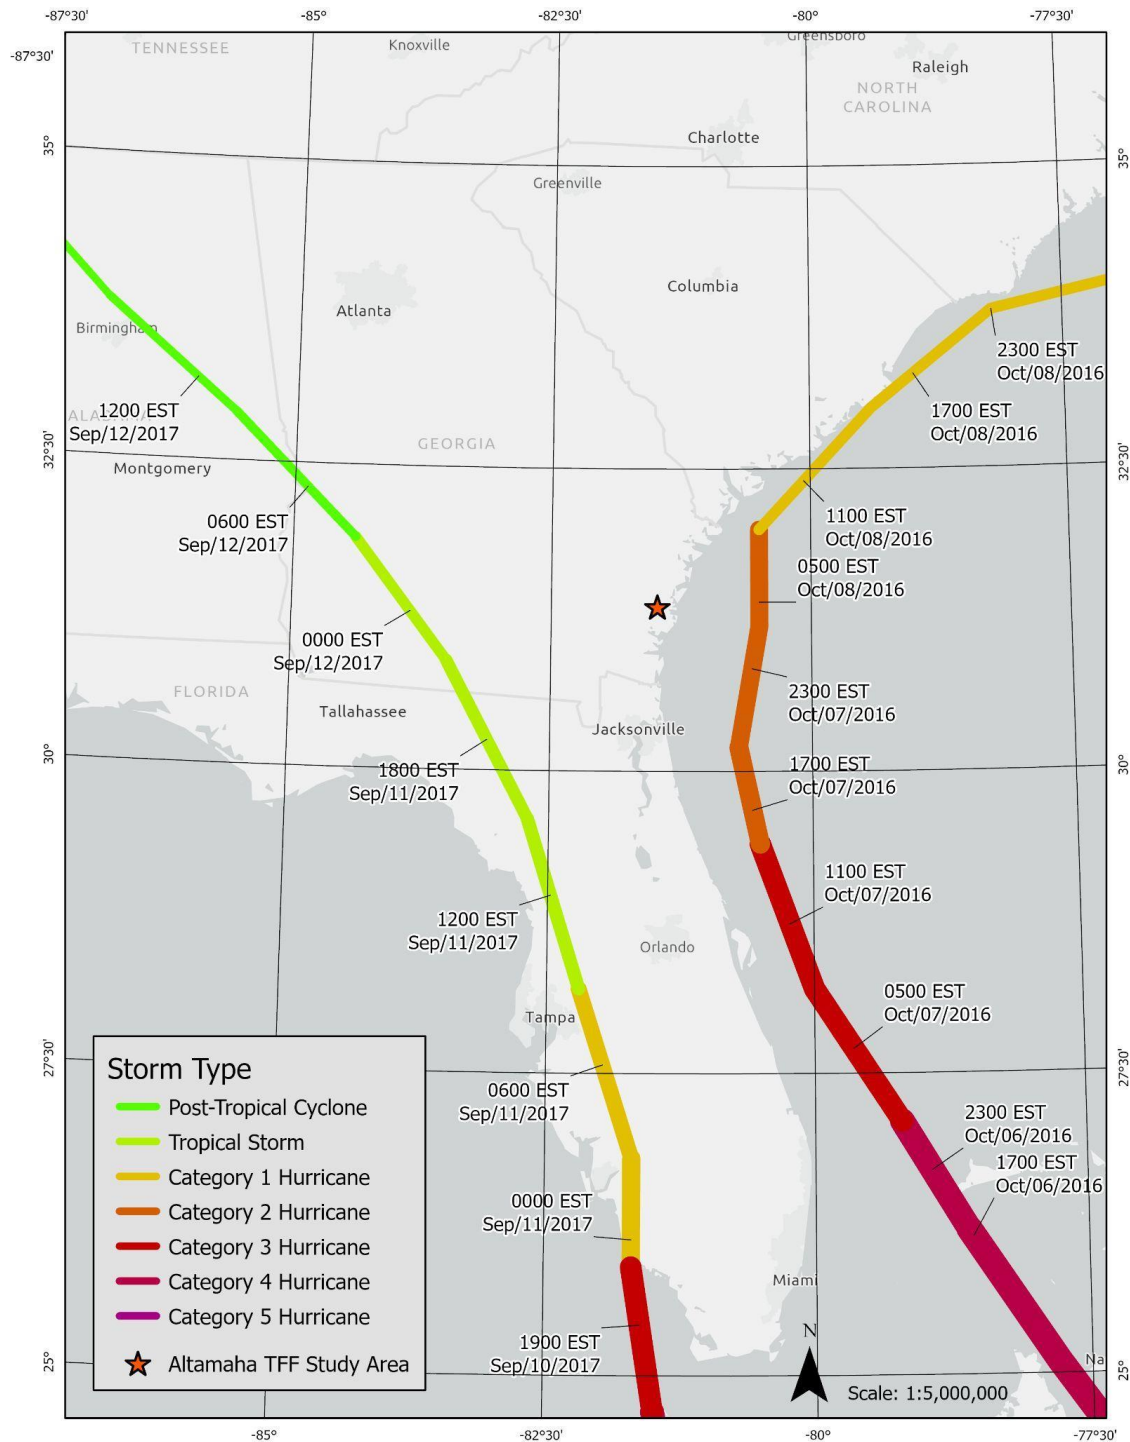 -87°30'
-85°
-82°30'
-80°
-77°30'
-87°30'
TENNESSEE
Knoxville
Greensboro
Raleigh
NORTH
CAROLINA
Charlotte
35°
35°
Greenville
Columbia
Atlanta
Birmingham
2300 EST
Oct/08/2016
1200 EST
Sep/12/2017
ALABAMA
1700 EST
Oct/08/2016
GEORGIA
32°30'
32°30'
Montgomery
0600 EST
Sep/12/2017
1100 EST
Oct/08/2016
0500 EST
Oct/08/2016
0000 EST
Sep/12/2017
FLORIDA
Tallahassee
2300 EST
Oct/07/2016
Jacksonville
30°
30°
1800 EST
Sep/11/2017
1700 EST
Oct/07/2016
1100 EST
Oct/07/2016
1200 EST
Sep/11/2017
Orlando
0500 EST
Oct/07/2016
Tampa
27°30'
27°30'
0600 EST
Sep/11/2017
2300 EST
Oct/06/2016
1700 EST
Oct/06/2016
0000 EST
Sep/11/2017
Miami
1900 EST
Sep/10/2017
Na
25°
25°
Storm Type
Post-Tropical Cyclone
Tropical Storm
Category 1 Hurricane
Category 2 Hurricane
Category 3 Hurricane
Category 4 Hurricane
Category 5 Hurricane
Altamaha TFF Study Area
N
Scale: 1:5,000,000
-85°
-82°30'
-80°
-77°30'